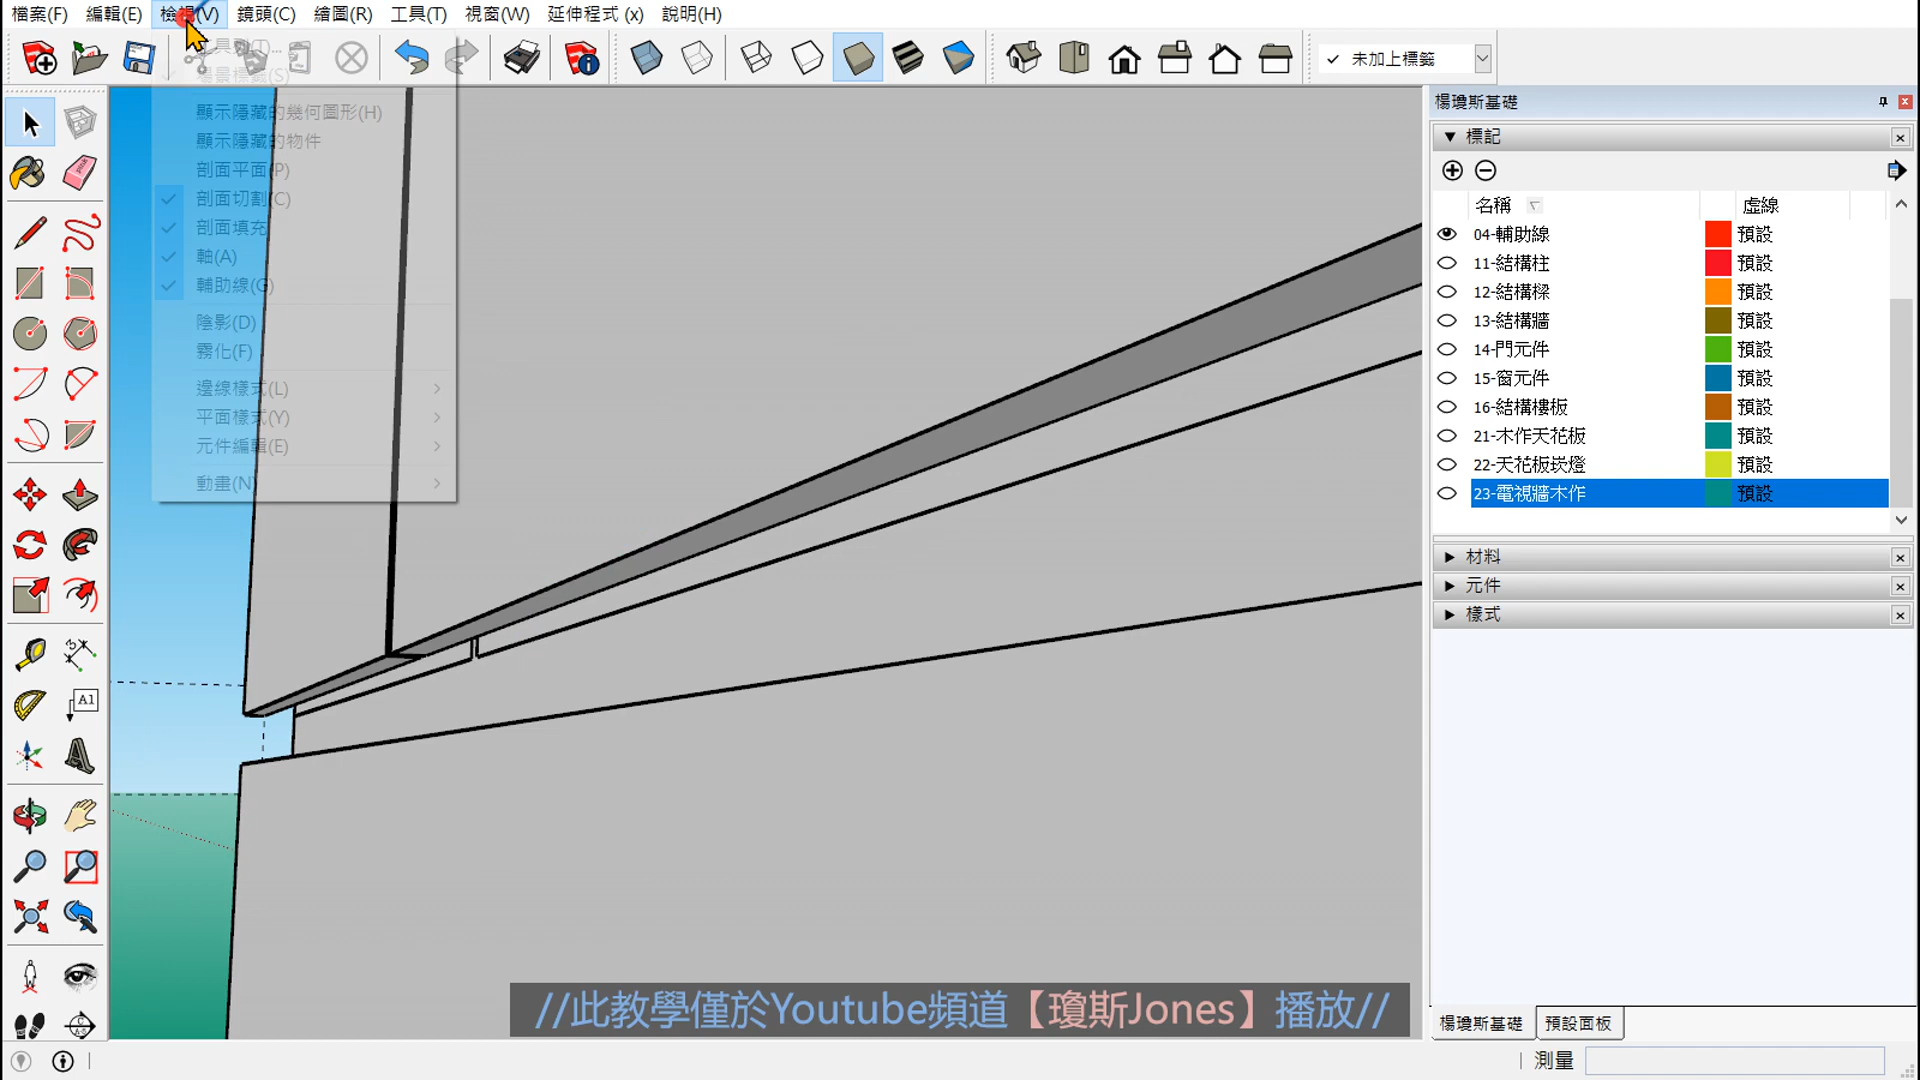 檔案(F) 編輯(E) 檢視(V) 鏡頭(C) 繪圖(R) 工具(T) 視窗(W) 延伸程式 (x) 說明(H)
未加上標籤
場景標籤(S)
顯示隱藏的幾何圖形(H)
顯示隱藏的物件
剖面平面(P)
剖面切割(C)
剖面填充
軸(A)
輔助線(G)
陰影(D)
霧化(F)
邊線樣式(L)
平面樣式(Y)
元件編輯(E)
動畫(N)
A1
楊瓊斯基礎
標記
名稱 虛線
04-輔助線 預設
11-結構柱 預設
12-結構樑 預設
13-結構牆 預設
14-門元件 預設
15-窗元件 預設
16-結構樓板 預設
21-木作天花板 預設
22-天花板崁燈 預設
23-電視牆木作 預設
材料
元件
樣式
//此教學僅於Youtube頻道【瓊斯Jones】播放//
楊瓊斯基礎 預設面板
測量